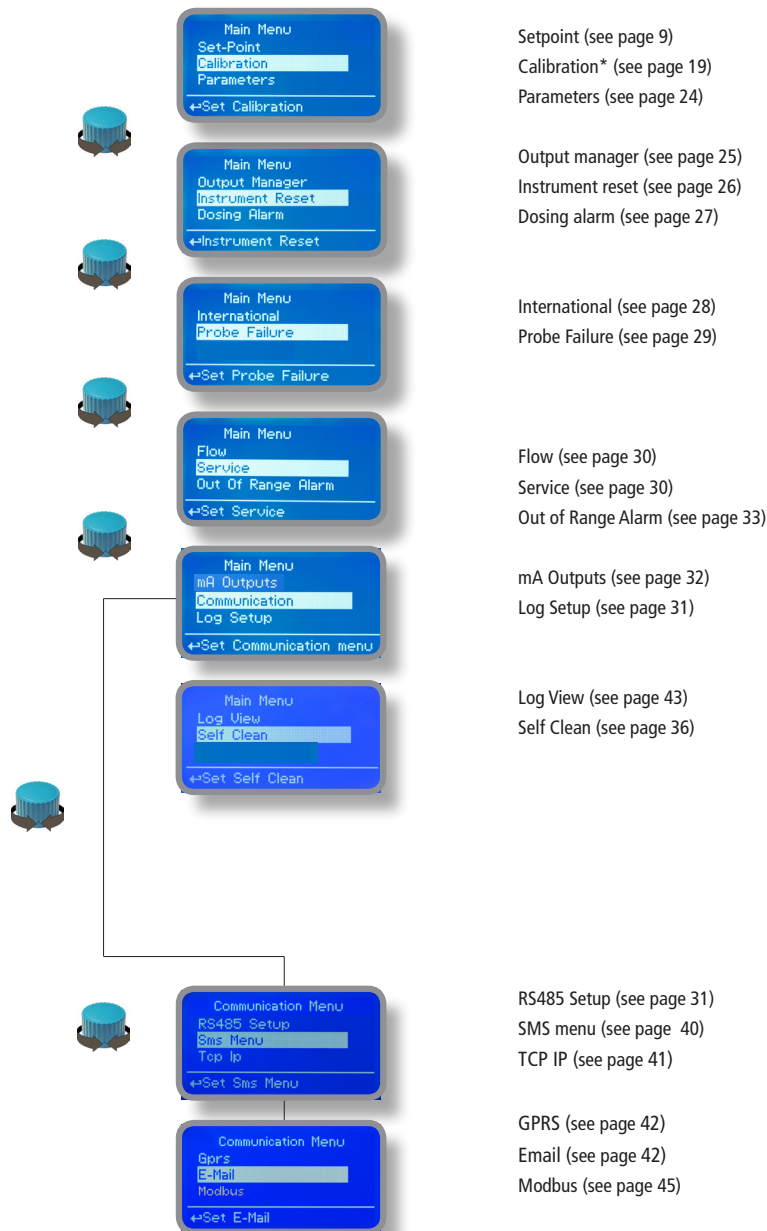 Main Menu
Set-Point
Calibration
Parameters
↵Set Calibration
Setpoint (see page 9)
Calibration* (see page 19)
Parameters (see page 24)
Main Menu
Output Manager
Instrument Reset
Dosing Alarm
↵Instrument Reset
Output manager (see page 25)
Instrument reset (see page 26)
Dosing alarm (see page 27)
Main Menu
International
Probe Failure
↵Set Probe Failure
International (see page 28)
Probe Failure (see page 29)
Main Menu
Flow
Service
Out Of Range Alarm
↵Set Service
Flow (see page 30)
Service (see page 30)
Out of Range Alarm (see page 33)
Main Menu
mA Outputs
Communication
Log Setup
↵Set Communication menu
mA Outputs (see page 32)
Log Setup (see page 31)
Main Menu
Log View
Self Clean
↵Set Self Clean
Log View (see page 43)
Self Clean (see page 36)
Communication Menu
RS485 Setup
Sms Menu
Tcp Ip
↵Set Sms Menu
RS485 Setup (see page 31)
SMS menu (see page 40)
TCP IP (see page 41)
Communication Menu
Gprs
E-Mail
Modbus
↵Set E-Mail
GPRS (see page 42)
Email (see page 42)
Modbus (see page 45)